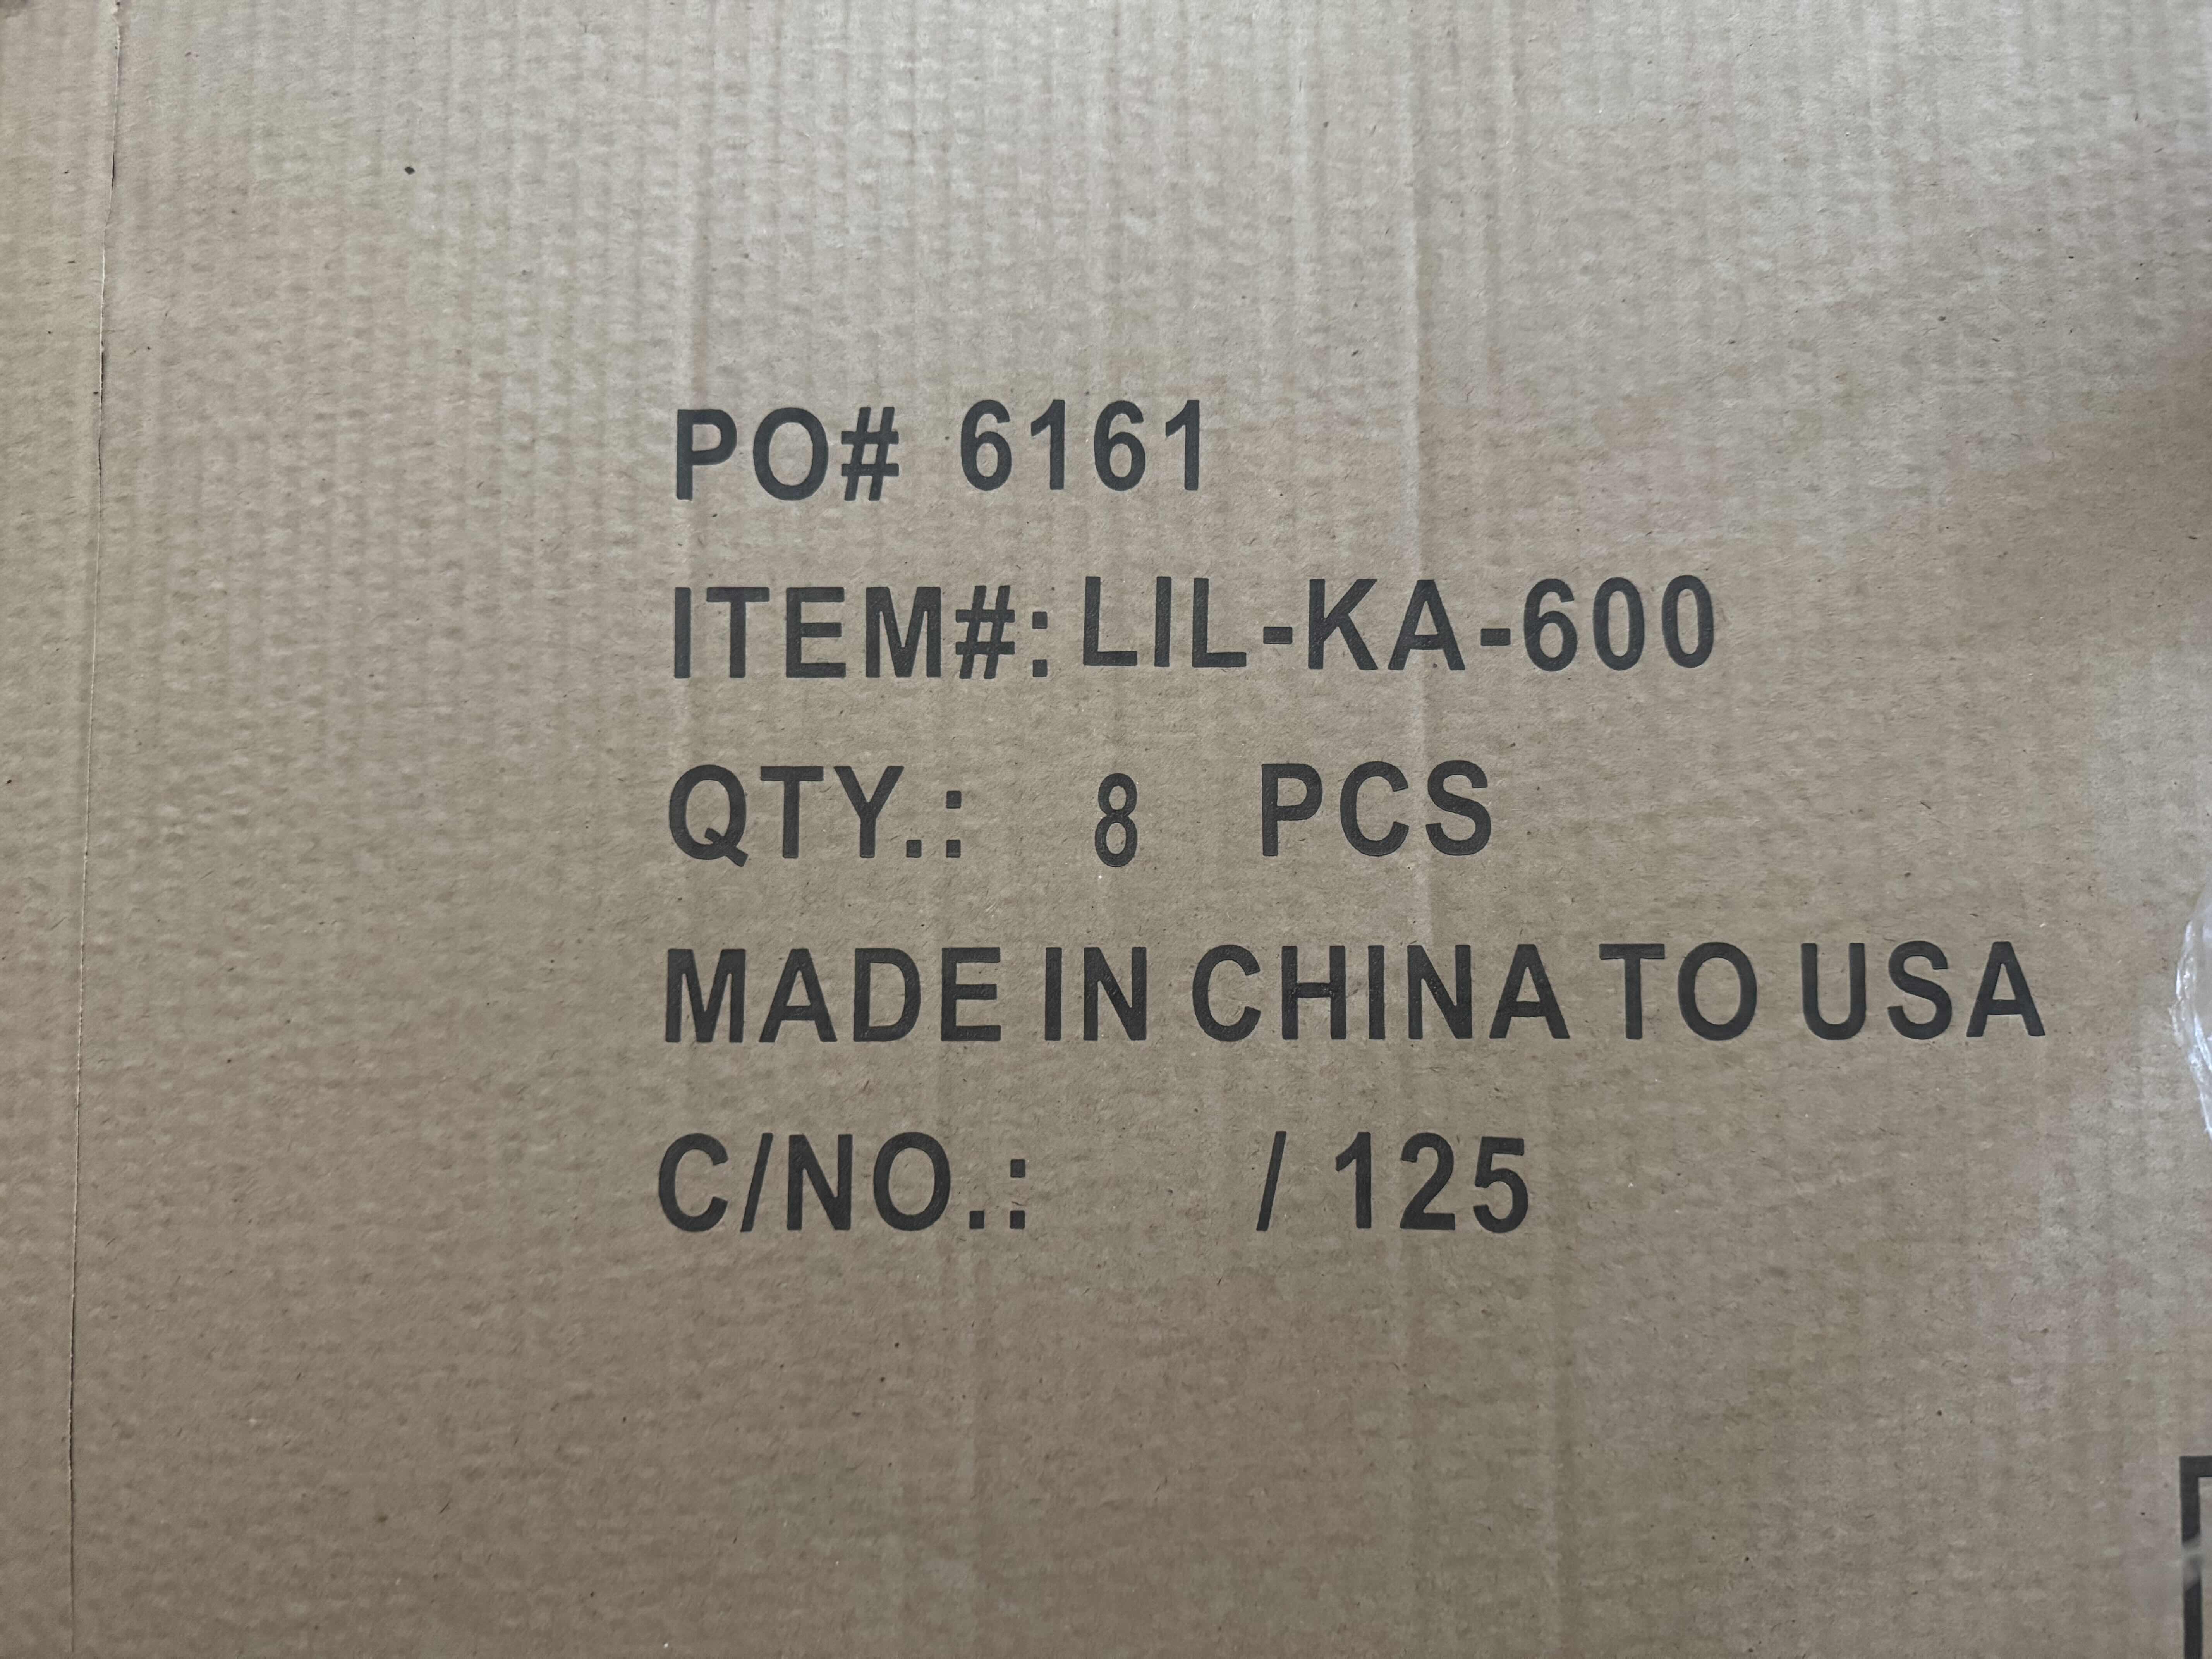 PO# 6161
ITEM#: LIL-KA-600
QTY.: 8 PCS
MADE IN CHINA TO USA
C/NO.: / 125